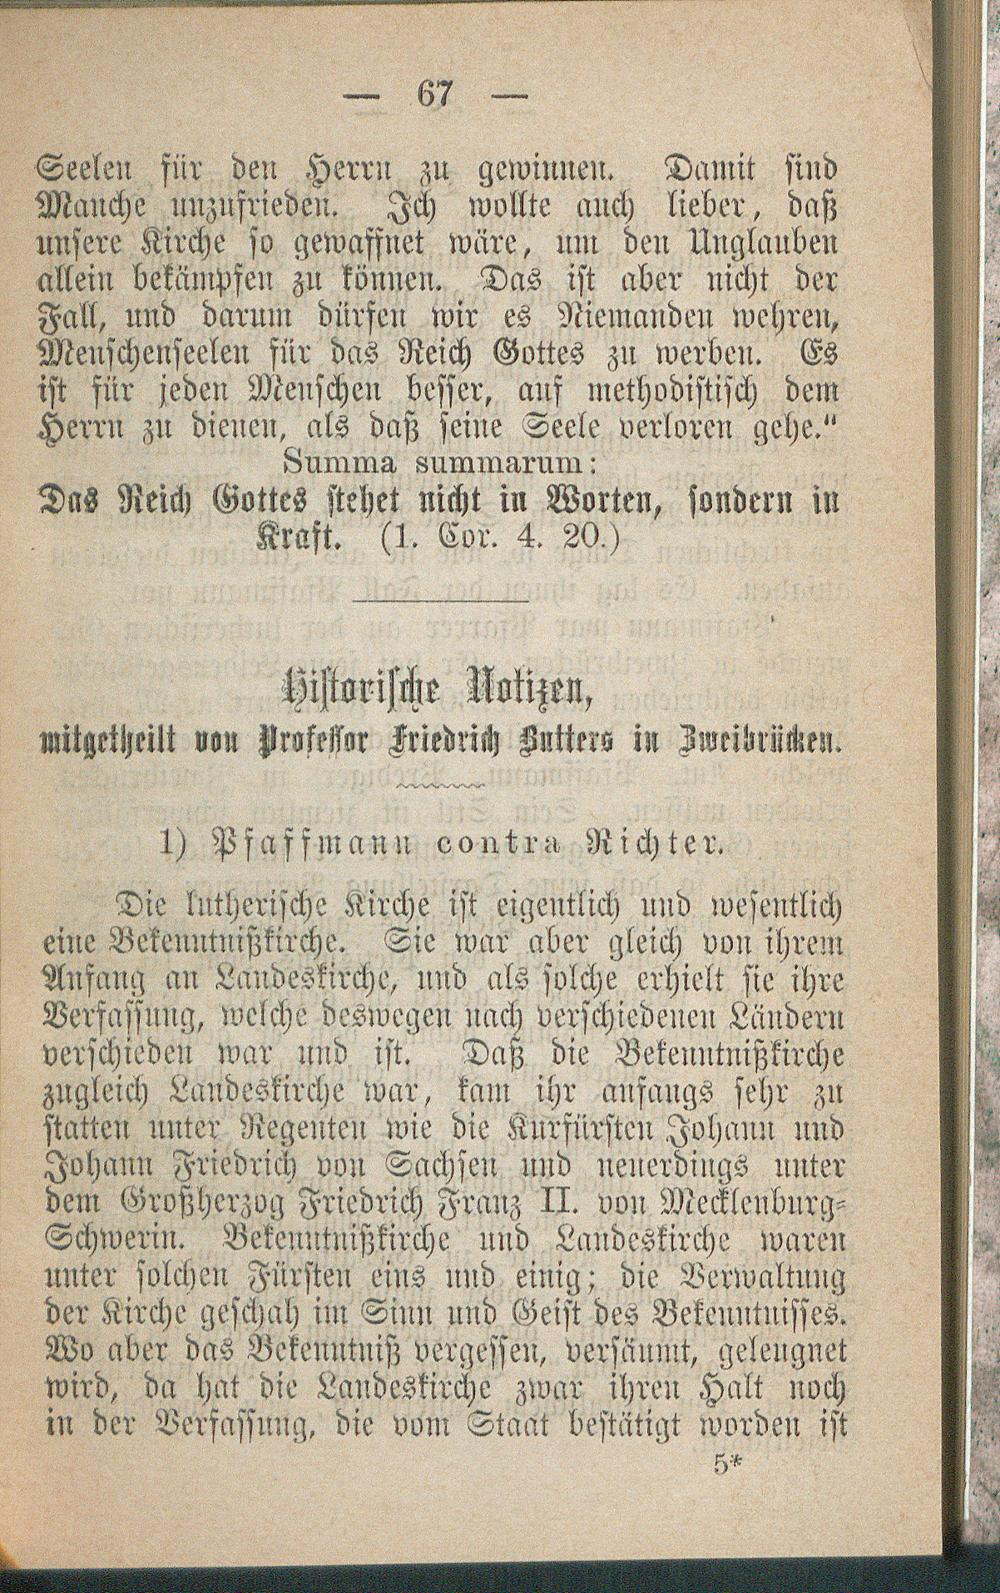 — 67 —
Seelen für den Herrn zu gewinnen. Damit sind
Manche unzufrieden. Ich wollte auch lieber, daß
unsere Kirche so gewaffnet wäre, um den Unglauben
allein bekämpfen zu können. Das ist aber nicht der
Fall, und darum dürfen wir es Niemanden wehren,
Menschenseelen für das Reich Gottes zu werben. Es
ist für jeden Menschen besser, auf methodistisch dem
Herrn zu dienen, als daß seine Seele verloren gehe.“
Summa summarum:
Das Reich Gottes stehet nicht in Worten, sondern in
Kraft. (1. Cor. 4. 20.)
Historische Notizen,
mitgetheilt von Professor Friedrich Butters in Zweibrücken.
1) Pfaffmann contra Richter.
Die lutherische Kirche ist eigentlich und wesentlich
eine Bekenntnißkirche. Sie war aber gleich von ihrem
Anfang an Landeskirche, und als solche erhielt sie ihre
Verfassung, welche deswegen nach verschiedenen Ländern
verschieden war und ist. Daß die Bekenntnißkirche
zugleich Landeskirche war, kam ihr anfangs sehr zu
statten unter Regenten wie die Kurfürsten Johann und
Johann Friedrich von Sachsen und neuerdings unter
dem Großherzog Friedrich Franz II. von Mecklenburg-
Schwerin. Bekenntnißkirche und Landeskirche waren
unter solchen Fürsten eins und einig; die Verwaltung
der Kirche geschah im Sinn und Geist des Bekenntnisses.
Wo aber das Bekenntniß vergessen, versäumt, geleugnet
wird, da hat die Landeskirche zwar ihren Halt noch
in der Verfassung, die vom Staat bestätigt worden ist
5*